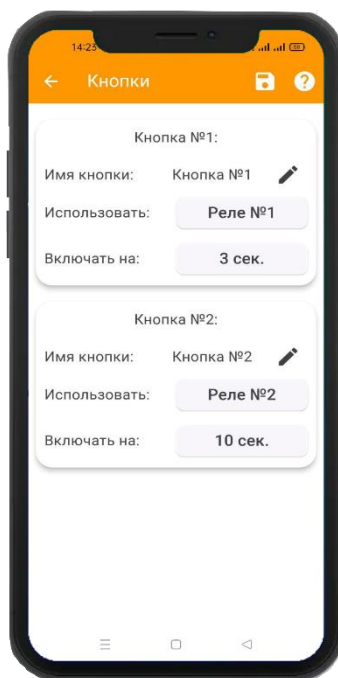 14:23
Кнопки
Кнопка №1:
Имя кнопки: Кнопка №1
Использовать: Реле №1
Включать на: 3 сек.
Кнопка №2:
Имя кнопки: Кнопка №2
Использовать: Реле №2
Включать на: 10 сек.